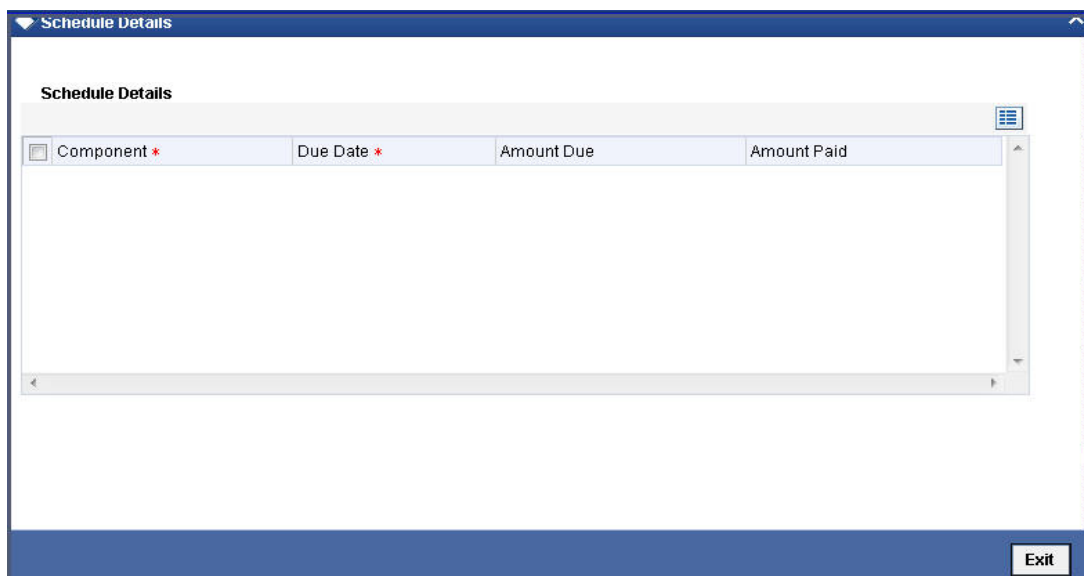 Schedule Details
Schedule Details
Component * Due Date * Amount Due Amount Paid
Exit